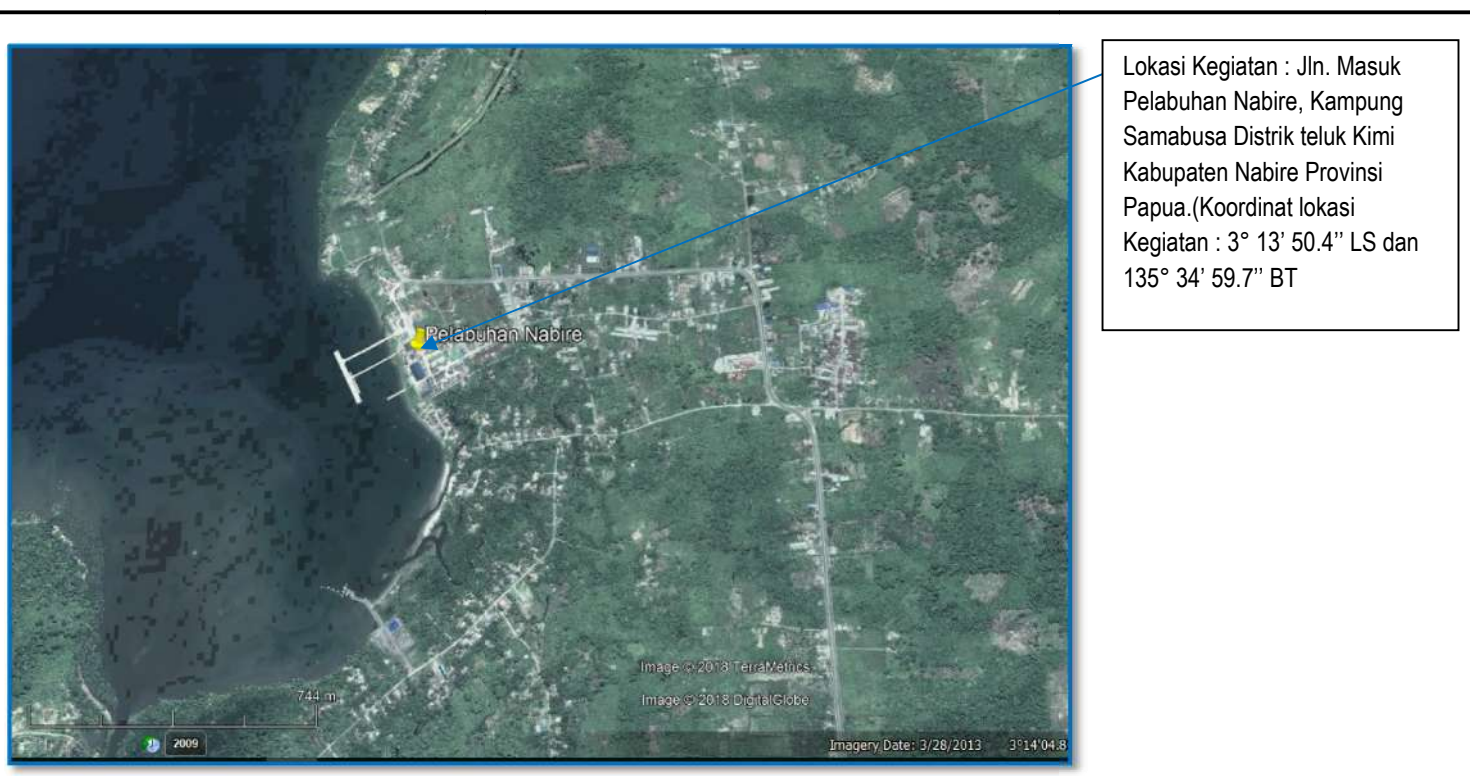 Lokasi Kegiatan : Jln. Masuk
Pelabuhan Nabire, Kampung
Samabusa Distrik teluk Kimi
Kabupaten Nabire Provinsi
Papua.(Koordinat lokasi
Kegiatan : 3° 13’ 50.4’’ LS dan
135° 34’ 59.7’’ BT
Pelabuhan Nabire
Image © 2018 TerraMetrics
Image © 2018 DigitalGlobe
744 m
2009
Imagery Date: 3/28/2013 3°14'04.8